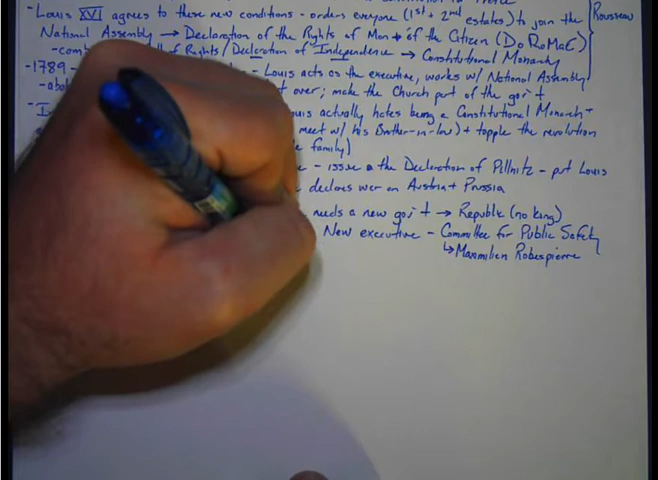 - Louis XVI agrees to these new conditions - orders everyone (1st + 2nd estates) to join the
Rousseau
National Assembly → Declaration of the Rights of Man + of the Citizen (DoRoMaC)
of Rights / Declaration of Independence → Constitutional Monarchy
- 1789 - Louis acts as the executive, works w/ National Assembly
over; make the Church part of the gov't
actually hates being a Constitutional Monarch +
meet w/ his Brother-in-law) + topple the revolution
family)
- issue the Declaration of Pillnitz - put Louis
declares war on Austria + Prussia
needs a new gov't → Republic (no king)
New executive - Committee for Public Safety
↳ Maximilien Robespierre